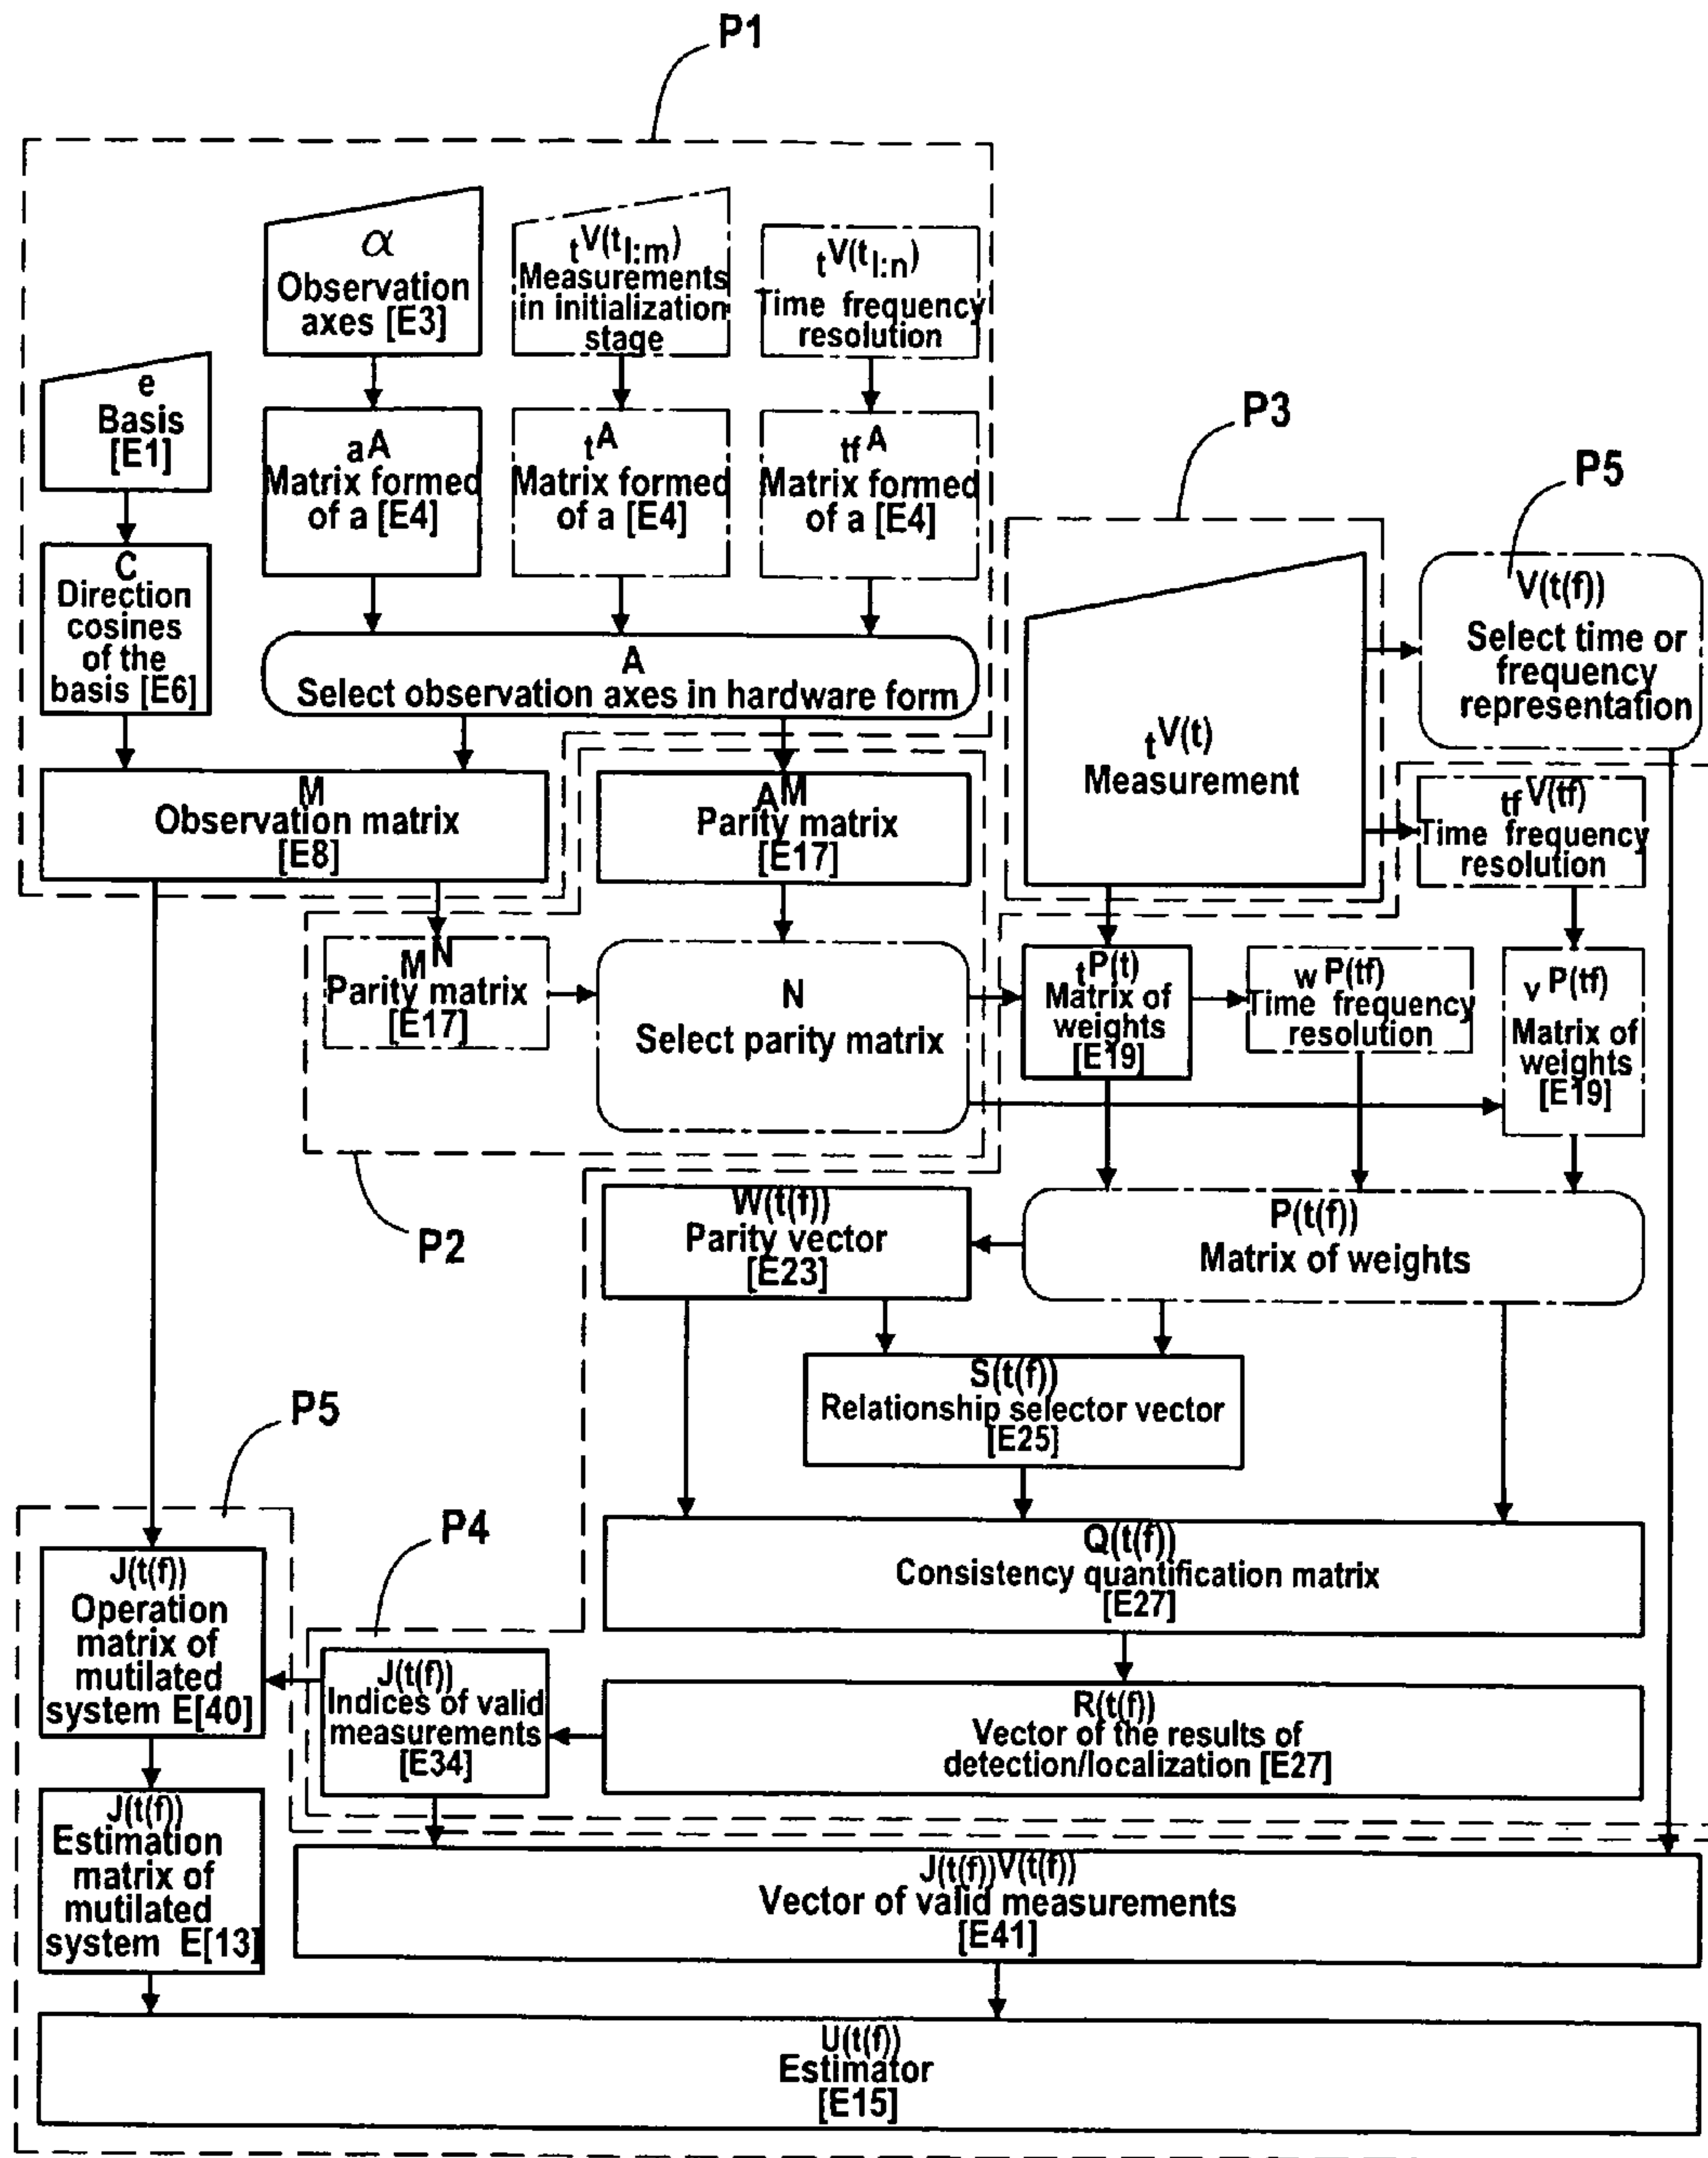 P1
α
Observation
axes [E3]
tV(tl:m)
Measurements
in initialization
stage
tV(tl:n)
Time frequency
resolution
e
Basis
[E1]
aA
Matrix formed
of a [E4]
tA
Matrix formed
of a [E4]
tfA
Matrix formed
of a [E4]
P3
P5
C
Direction
cosines
of the
basis [E6]
A
Select observation axes in hardware form
tV(t)
Measurement
V(t(f))
Select time or
frequency
representation
M
Observation matrix
[E8]
AM
Parity matrix
[E17]
tfV(tf)
Time frequency
resolution
MN
Parity matrix
[E17]
N
Select parity matrix
tP(t)
Matrix of
weights
[E19]
wP(tf)
Time frequency
resolution
vP(tf)
Matrix of
weights
[E19]
P2
W(t(f))
Parity vector
[E23]
P(t(f))
Matrix of weights
S(t(f))
Relationship selector vector
[E25]
P5
P4
Q(t(f))
Consistency quantification matrix
[E27]
J(t(f))
Operation
matrix of
mutilated
system E[40]
J(t(f))
Indices of valid
measurements
[E34]
R(t(f))
Vector of the results of
detection/localization [E27]
J(t(f))
Estimation
matrix of
mutilated
system E[13]
J(t(f))V(t(f))
Vector of valid measurements
[E41]
U(t(f))
Estimator
[E15]